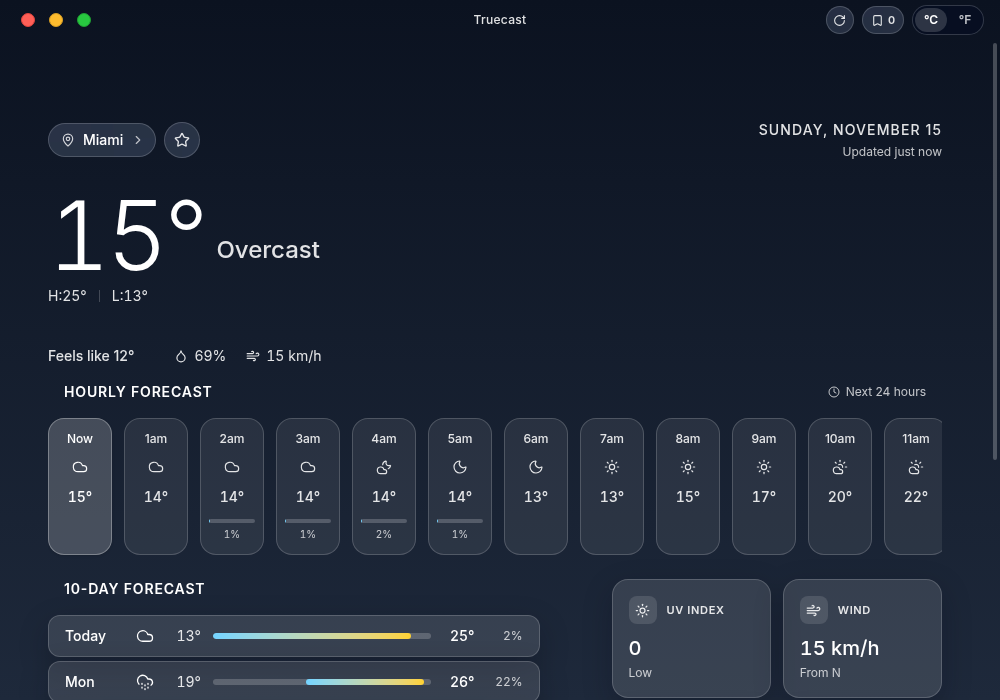 Truecast
0
°C
°F
Miami
SUNDAY, NOVEMBER 15
Updated just now
15°
Overcast
H:25°
L:13°
Feels like 12°
69%
15 km/h
HOURLY FORECAST
Next 24 hours
Now 1am 2am 3am 4am 5am 6am 7am 8am 9am 10am 11am
15° 14° 14° 14° 14° 14° 13° 13° 15° 17° 20° 22°
1% 1% 2% 1%
10-DAY FORECAST
Today 13° 25° 2%
Mon 19° 26° 22%
UV INDEX
0
Low
WIND
15 km/h
From N